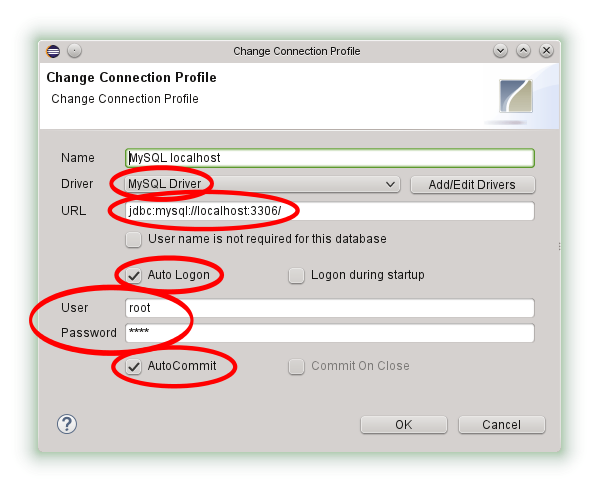 Change Connection Profile
Change Connection Profile
Change Connection Profile
Name MySQL localhost
Driver MySQL Driver Add/Edit Drivers
URL jdbc:mysql://localhost:3306/
User name is not required for this database
Auto Logon Logon during startup
User root
Password ****
AutoCommit Commit On Close
? OK Cancel